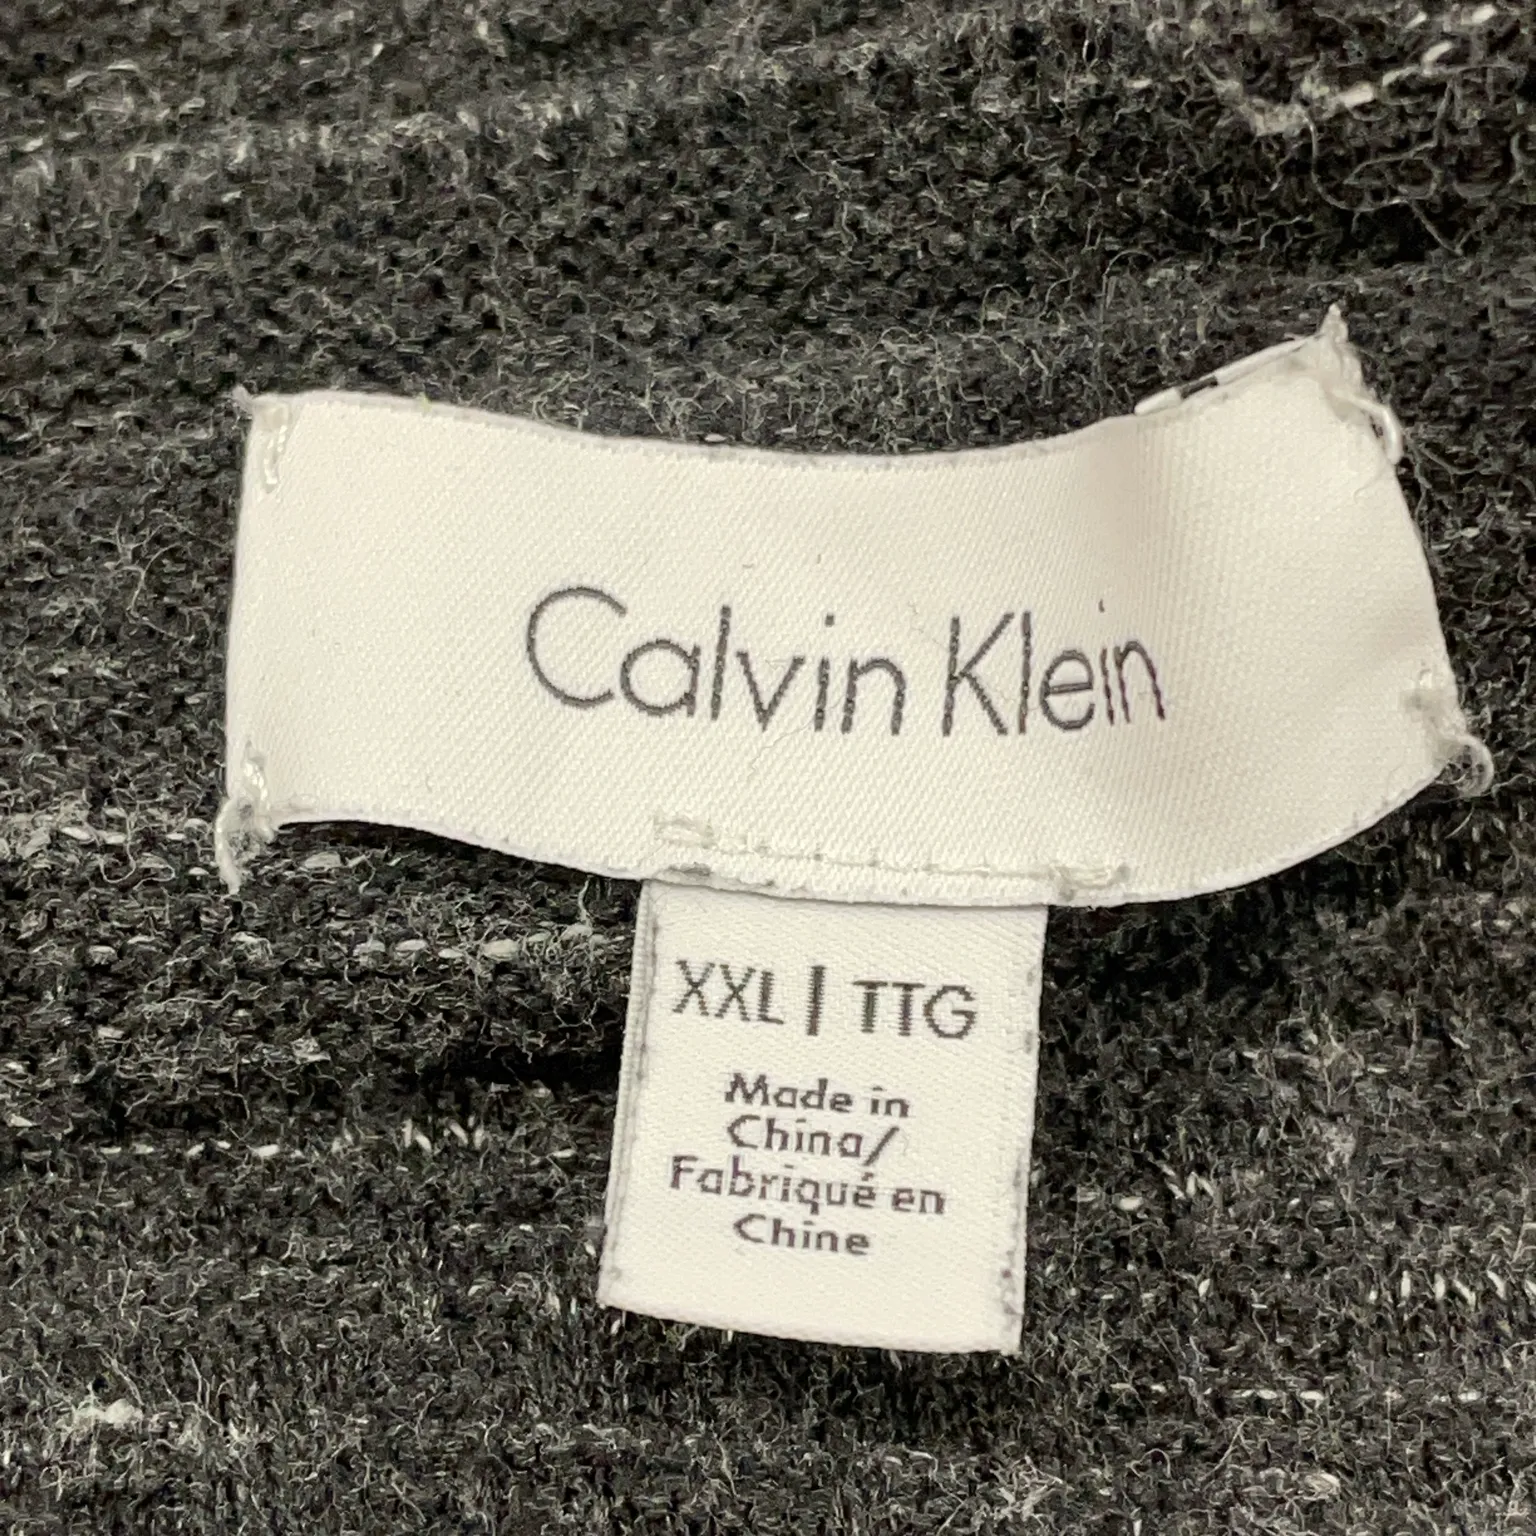 Calvin Klein
XXL | TTG
Made in
China/
Fabriqué en
Chine